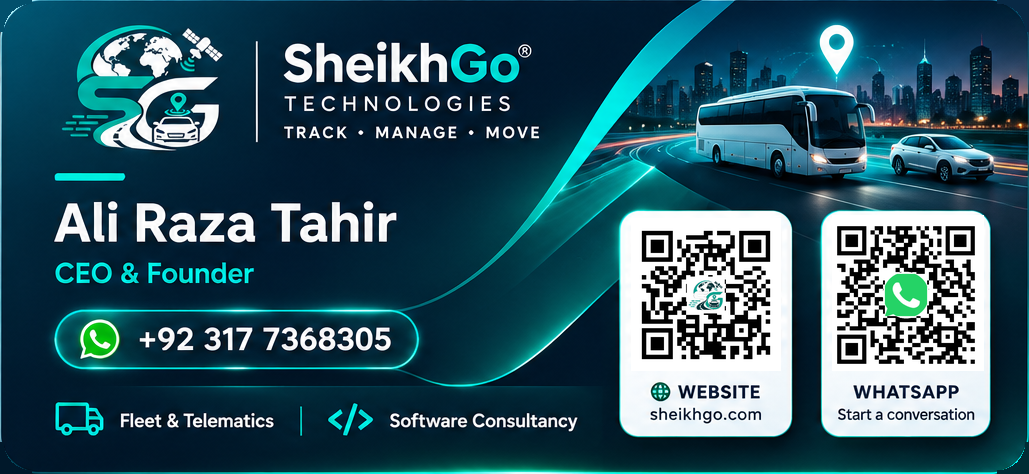 SG
SheikhGo®
TECHNOLOGIES
TRACK • MANAGE • MOVE
Ali Raza Tahir
CEO & Founder
+92 317 7368305
Fleet & Telematics
</> Software Consultancy
WEBSITE
sheikhgo.com
WHATSAPP
Start a conversation